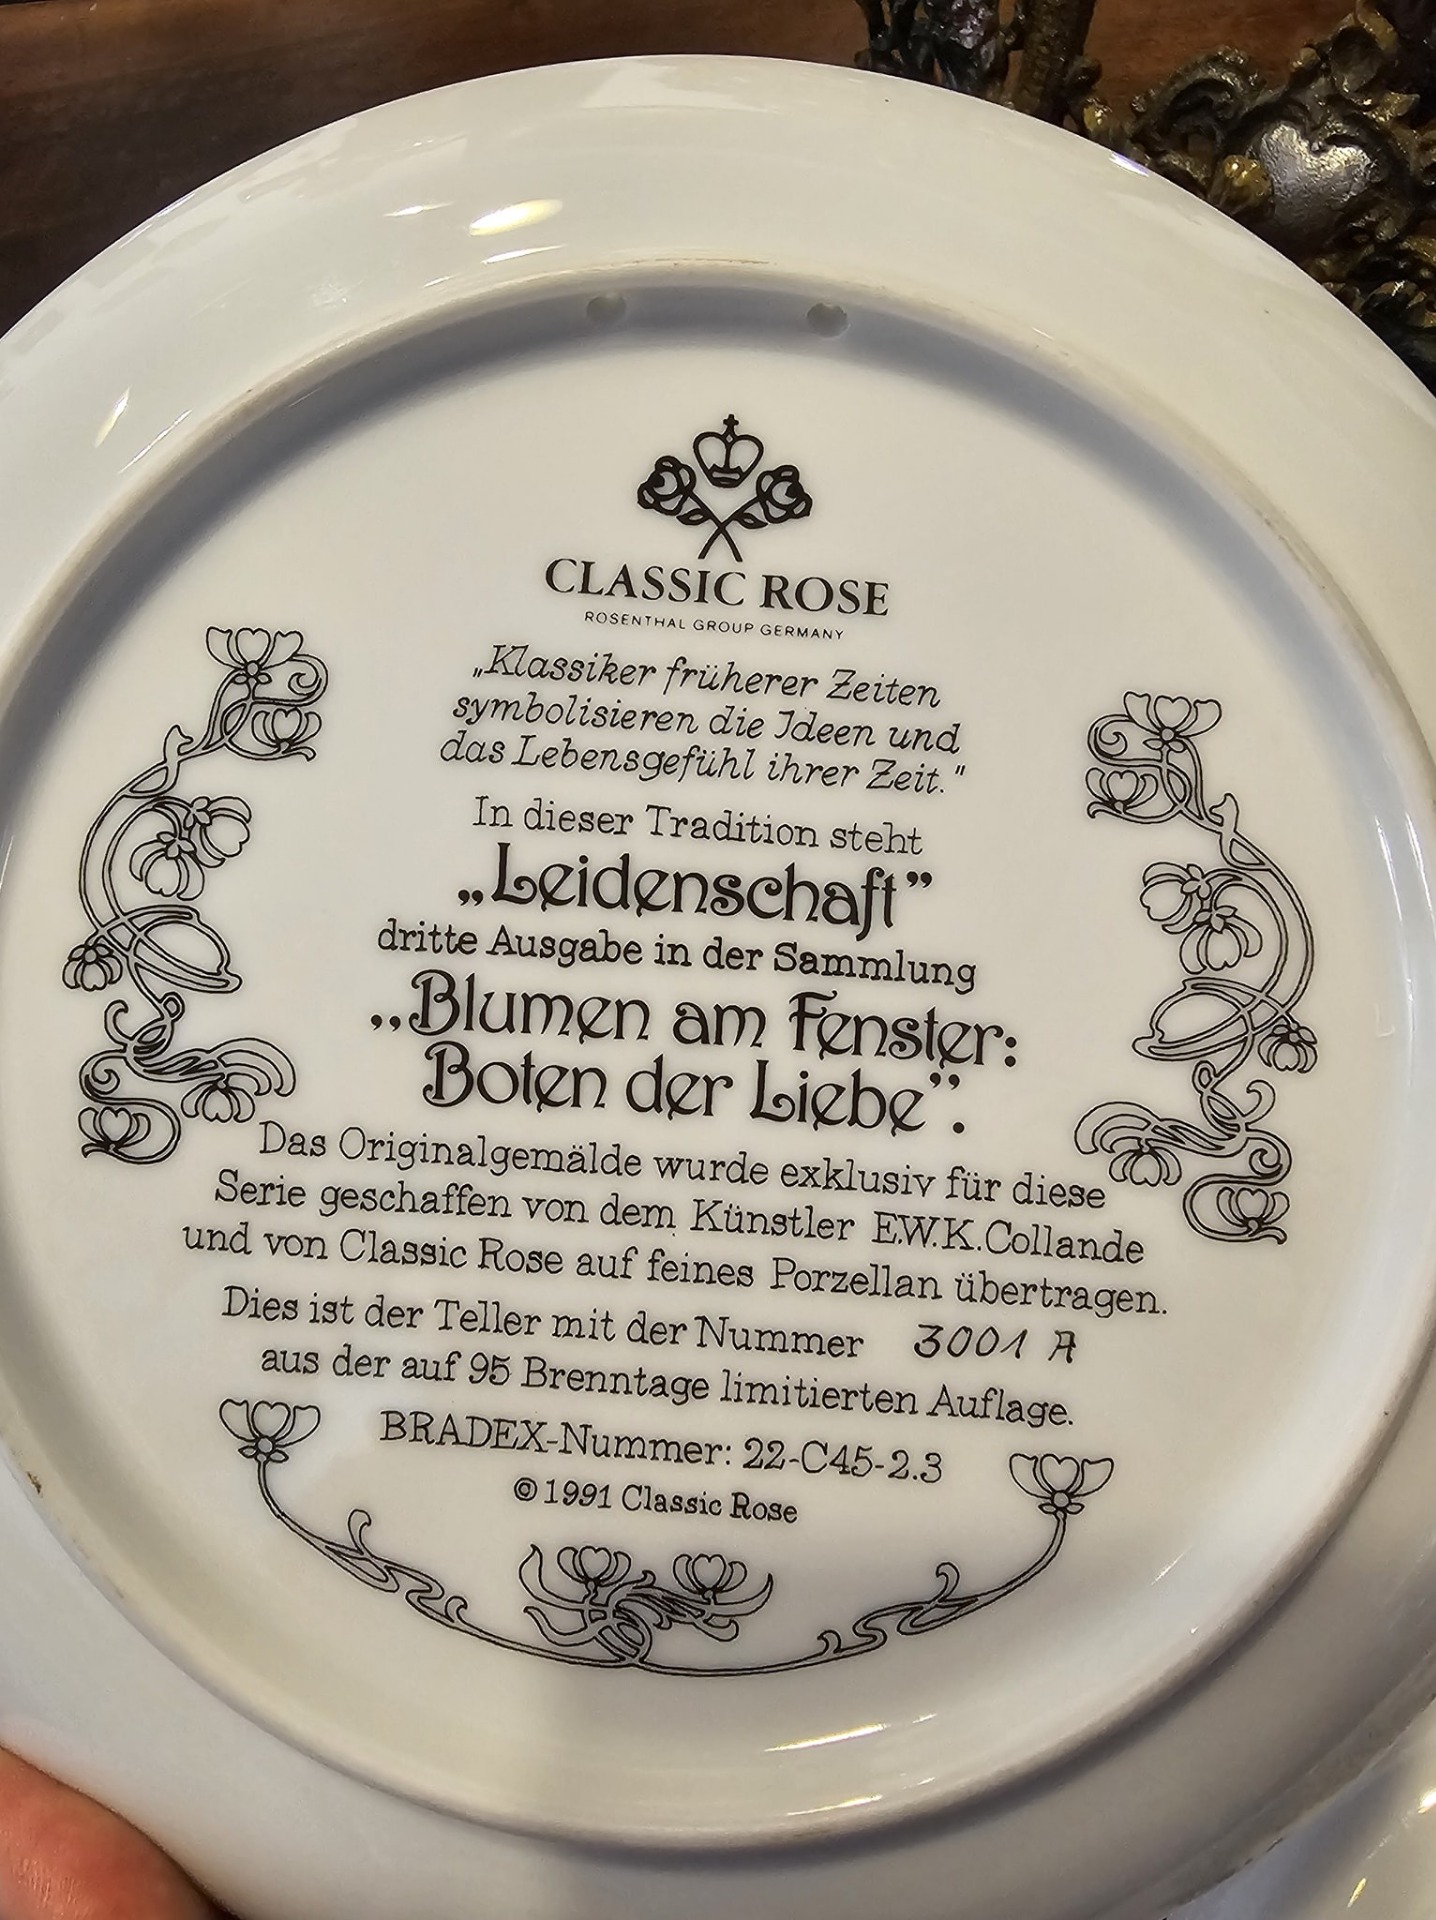 CLASSIC ROSE
ROSENTHAL GROUP GERMANY
„Klassiker früherer Zeiten
symbolisieren die Ideen und
das Lebensgefühl ihrer Zeit."
In dieser Tradition steht
„Leidenschaft”
dritte Ausgabe in der Sammlung
„Blumen am Fenster:
Boten der Liebe”.
Das Originalgemälde wurde exklusiv für diese
Serie geschaffen von dem Künstler E.W.K.Collande
und von Classic Rose auf feines Porzellan übertragen.
Dies ist der Teller mit der Nummer 3001 A
aus der auf 95 Brenntage limitierten Auflage.
BRADEX-Nummer: 22-C45-2.3
© 1991 Classic Rose